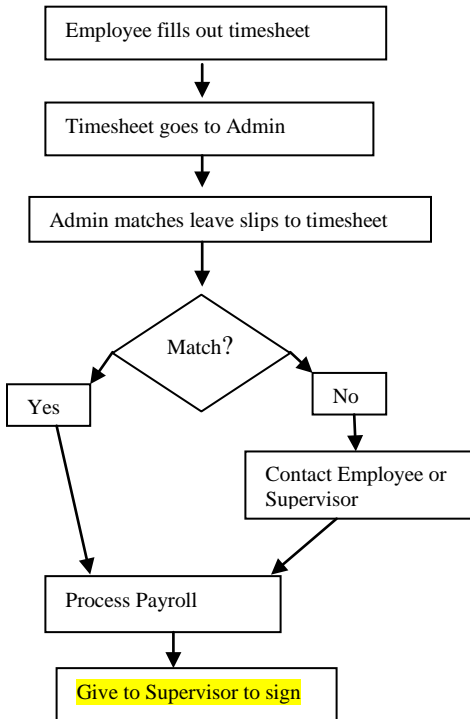 Employee fills out timesheet
Timesheet goes to Admin
Admin matches leave slips to timesheet
Match?
Yes
No
Contact Employee or
Supervisor
Process Payroll
Give to Supervisor to sign